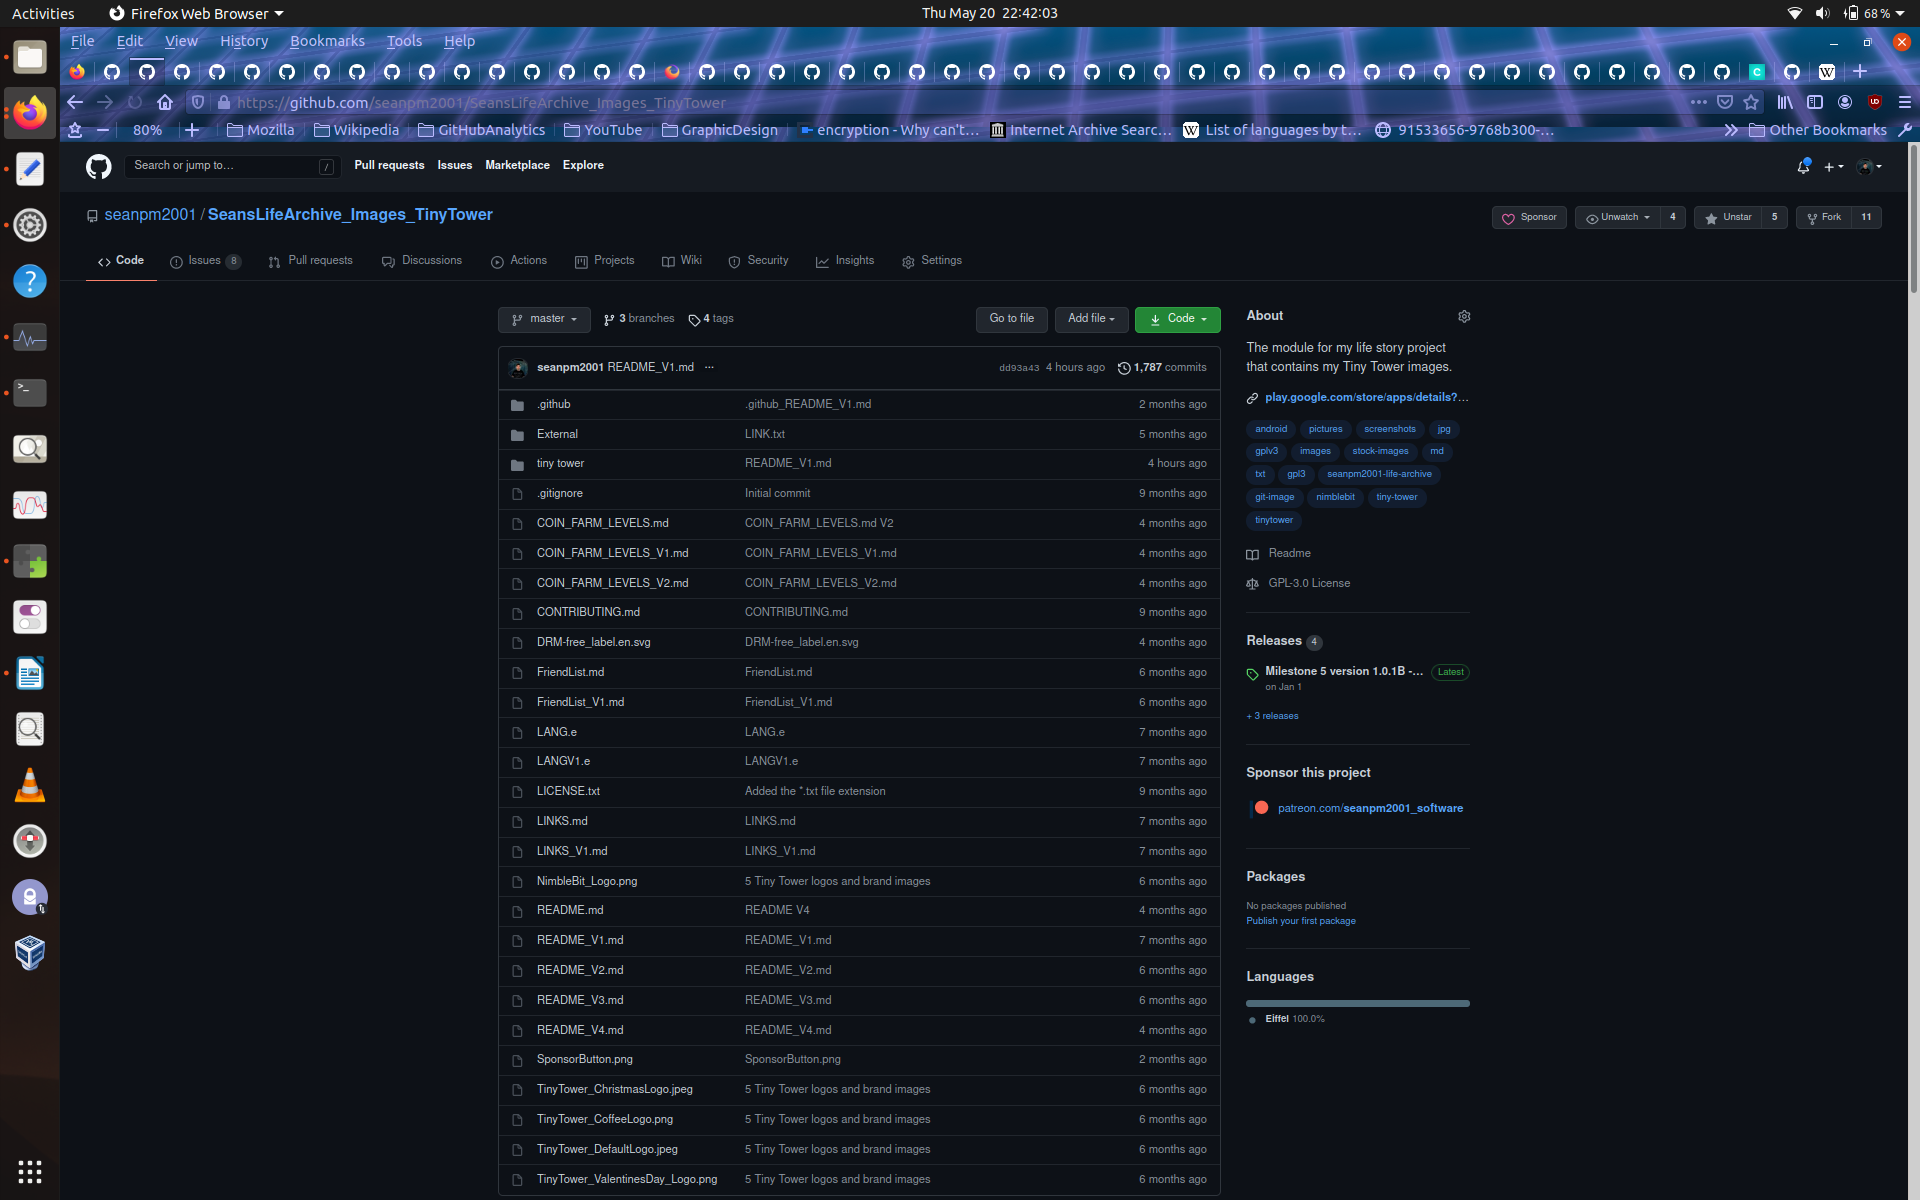 Activities Firefox Web Browser Thu May 20 22:42:03 68 %
File Edit View History Bookmarks Tools Help
https://github.com/seanpm2001/SeansLifeArchive_Images_TinyTower
80% Mozilla Wikipedia GitHubAnalytics YouTube GraphicDesign encryption - Why can't... Internet Archive Searc... List of languages by t... 91533656-9768b300-... Other Bookmarks
Search or jump to... / Pull requests Issues Marketplace Explore
seanpm2001 / SeansLifeArchive_Images_TinyTower
Sponsor Unwatch 4 Unstar 5 Fork 11
Code Issues 8 Pull requests Discussions Actions Projects Wiki Security Insights Settings
master 3 branches 4 tags Go to file Add file Code
seanpm2001 README_V1.md ... dd93a43 4 hours ago 1,787 commits
.github .github_README_V1.md 2 months ago
External LINK.txt 5 months ago
tiny tower README_V1.md 4 hours ago
.gitignore Initial commit 9 months ago
COIN_FARM_LEVELS.md COIN_FARM_LEVELS.md V2 4 months ago
COIN_FARM_LEVELS_V1.md COIN_FARM_LEVELS_V1.md 4 months ago
COIN_FARM_LEVELS_V2.md COIN_FARM_LEVELS_V2.md 4 months ago
CONTRIBUTING.md CONTRIBUTING.md 9 months ago
DRM-free_label.en.svg DRM-free_label.en.svg 4 months ago
FriendList.md FriendList.md 6 months ago
FriendList_V1.md FriendList_V1.md 6 months ago
LANG.e LANG.e 7 months ago
LANGV1.e LANGV1.e 7 months ago
LICENSE.txt Added the *.txt file extension 9 months ago
LINKS.md LINKS.md 7 months ago
LINKS_V1.md LINKS_V1.md 7 months ago
NimbleBit_Logo.png 5 Tiny Tower logos and brand images 6 months ago
README.md README V4 4 months ago
README_V1.md README_V1.md 7 months ago
README_V2.md README_V2.md 6 months ago
README_V3.md README_V3.md 6 months ago
README_V4.md README_V4.md 4 months ago
SponsorButton.png SponsorButton.png 2 months ago
TinyTower_ChristmasLogo.jpeg 5 Tiny Tower logos and brand images 6 months ago
TinyTower_CoffeeLogo.png 5 Tiny Tower logos and brand images 6 months ago
TinyTower_DefaultLogo.jpeg 5 Tiny Tower logos and brand images 6 months ago
TinyTower_ValentinesDay_Logo.png 5 Tiny Tower logos and brand images 6 months ago
About
The module for my life story project
that contains my Tiny Tower images.
play.google.com/store/apps/details?...
android pictures screenshots jpg
gplv3 images stock-images md
txt gpl3 seanpm2001-life-archive
git-image nimblebit tiny-tower
tinytower
Readme
GPL-3.0 License
Releases 4
Milestone 5 version 1.0.1B -... Latest
on Jan 1
+ 3 releases
Sponsor this project
patreon.com/seanpm2001_software
Packages
No packages published
Publish your first package
Languages
Eiffel 100.0%